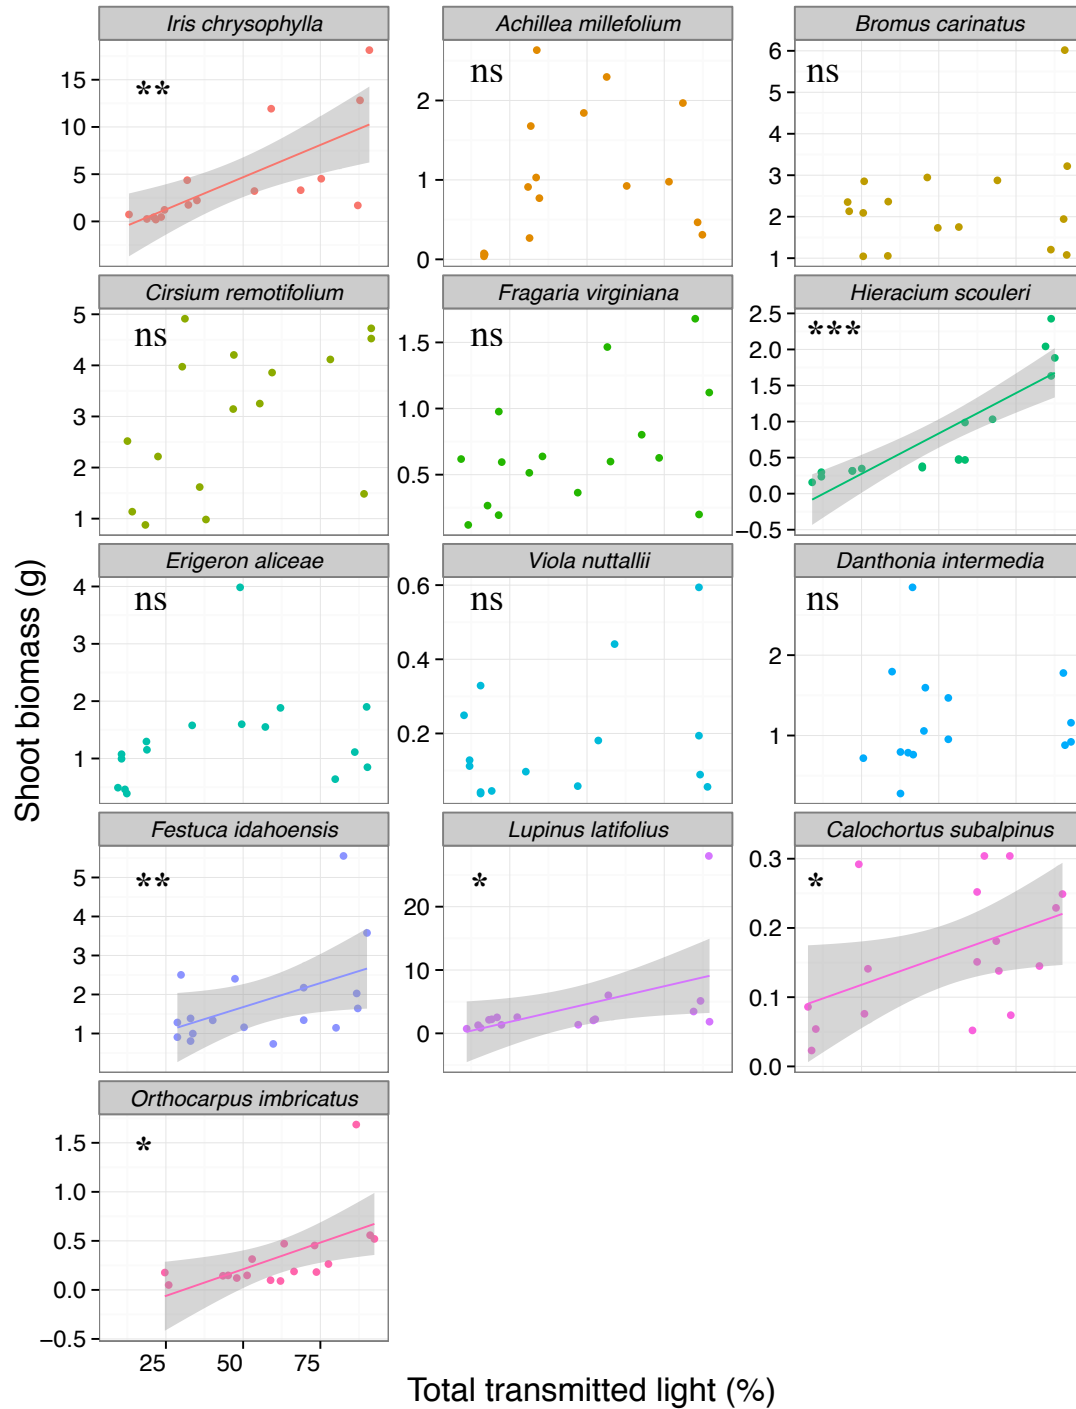 Iris chrysophylla
Achillea millefolium
Bromus carinatus
**
ns
ns
15
10
5
0
2
1
0
6
5
4
3
2
1
Cirsium remotifolium
Fragaria virginiana
Hieracium scouleri
ns
ns
***
5
4
3
2
1
1.5
1.0
0.5
2.5
2.0
1.5
1.0
0.5
0.0
−0.5
Erigeron aliceae
Viola nuttallii
Danthonia intermedia
ns
ns
ns
4
3
2
1
0.6
0.4
0.2
2
1
Shoot biomass (g)
Festuca idahoensis
Lupinus latifolius
Calochortus subalpinus
**
*
*
5
4
3
2
1
20
10
0
0.3
0.2
0.1
0.0
Orthocarpus imbricatus
*
1.5
1.0
0.5
0.0
−0.5
25 50 75
Total transmitted light (%)